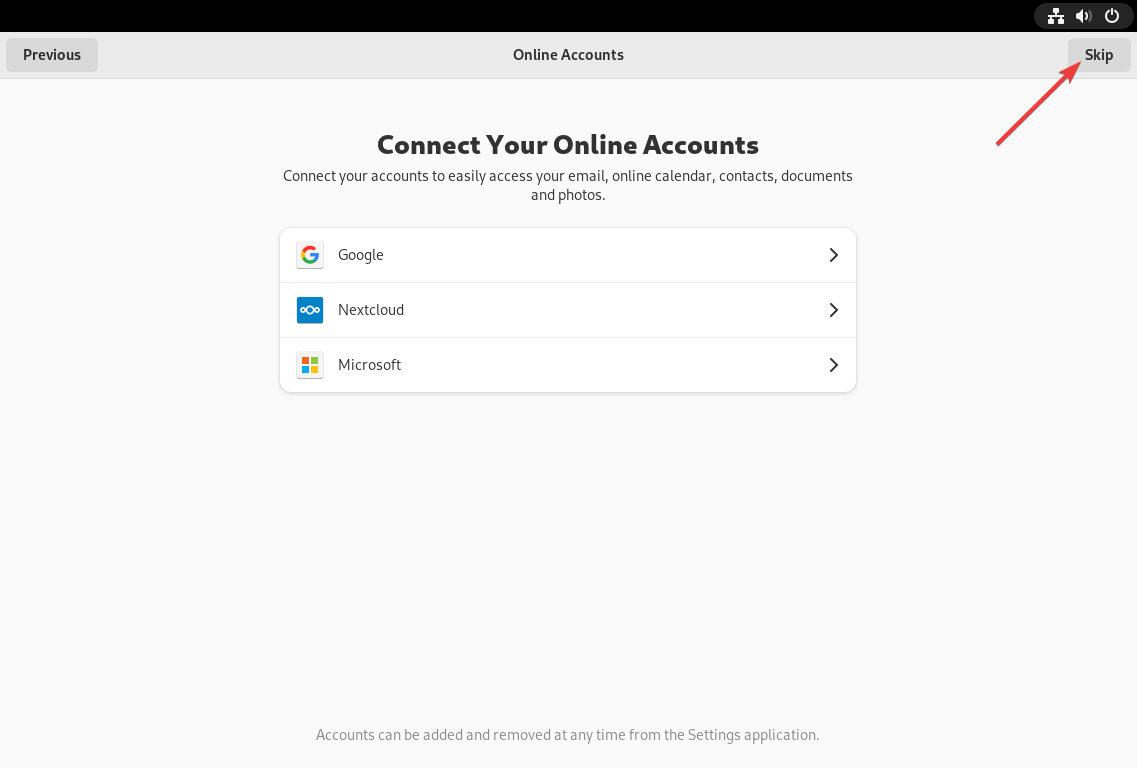 Previous
Online Accounts
Skip
Connect Your Online Accounts
Connect your accounts to easily access your email, online calendar, contacts, documents
and photos.
Google
Nextcloud
Microsoft
Accounts can be added and removed at any time from the Settings application.